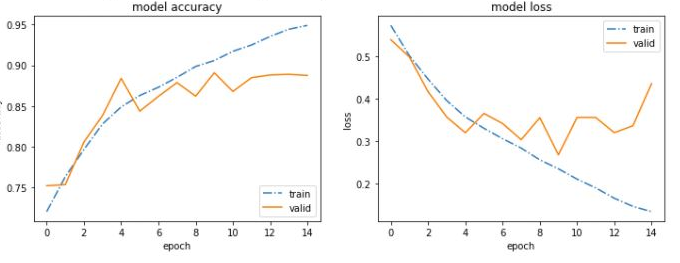 model accuracy
0.95
0.90
0.85
0.80
0.75
0 2 4 6 8 10 12 14
epoch
train
valid
model loss
loss
0.5
0.4
0.3
0.2
0 2 4 6 8 10 12 14
epoch
train
valid